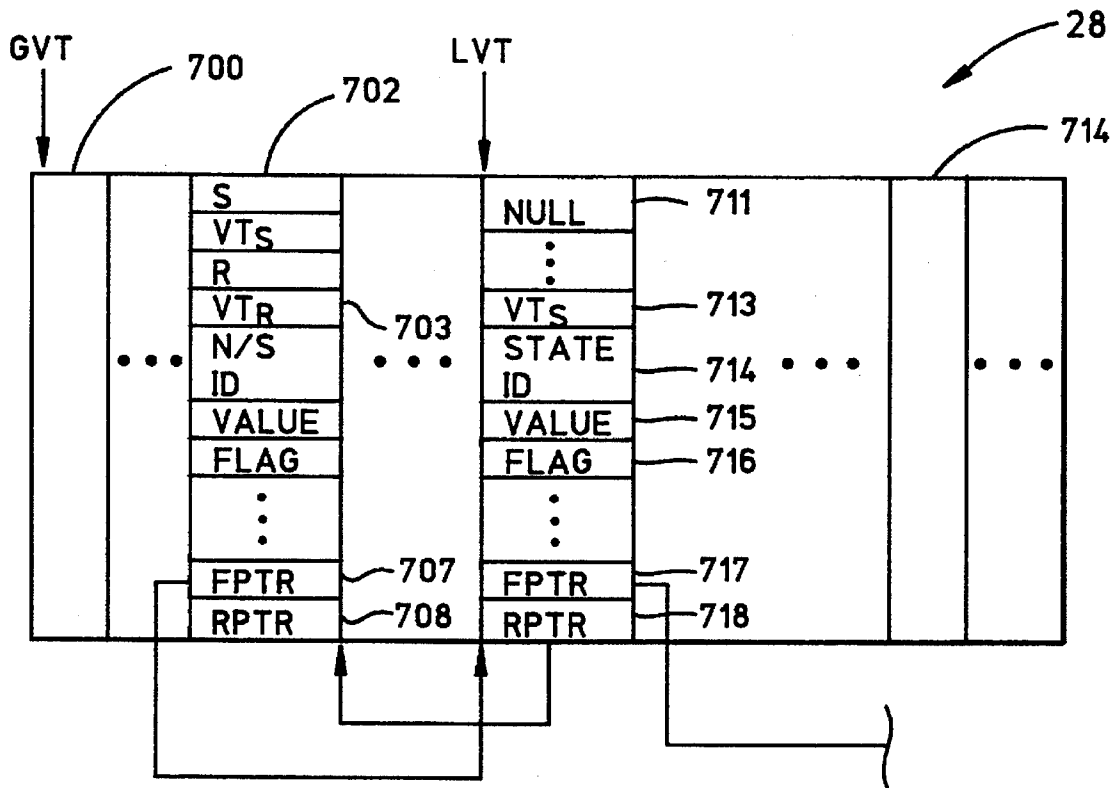 28
GVT
700
702
LVT
714
S
VTS
R
VTR
703
N/S
ID
VALUE
FLAG
FPTR
707
RPTR
708
NULL
711
VTS
713
STATE
ID
714
VALUE
715
FLAG
716
FPTR
717
RPTR
718